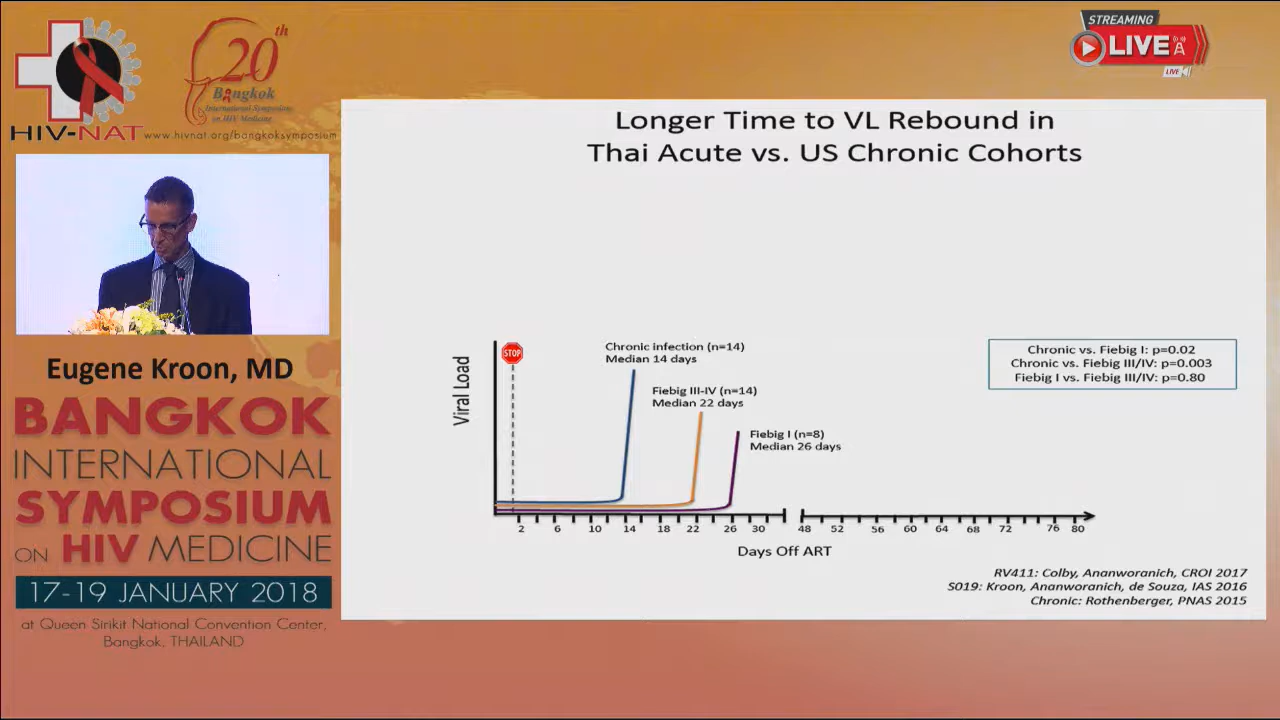 HIV-NAT
20th
Bangkok
International Symposium
on HIV Medicine
www.hivnat.org/bangkoksymposium
STREAMING
LIVE
LIVE
Eugene Kroon, MD
BANGKOK
INTERNATIONAL
SYMPOSIUM
ON HIV MEDICINE
17-19 JANUARY 2018
at Queen Sirikit National Convention Center,
Bangkok, THAILAND
Longer Time to VL Rebound in
Thai Acute vs. US Chronic Cohorts
Viral Load
STOP
Chronic infection (n=14)
Median 14 days
Fiebig III-IV (n=14)
Median 22 days
Fiebig I (n=8)
Median 26 days
Chronic vs. Fiebig I: p=0.02
Chronic vs. Fiebig III/IV: p=0.003
Fiebig I vs. Fiebig III/IV: p=0.80
2 6 10 14 18 22 26 30 48 52 56 60 64 68 72 76 80
Days Off ART
RV411: Colby, Ananworanich, CROI 2017
S019: Kroon, Ananworanich, de Souza, IAS 2016
Chronic: Rothenberger, PNAS 2015